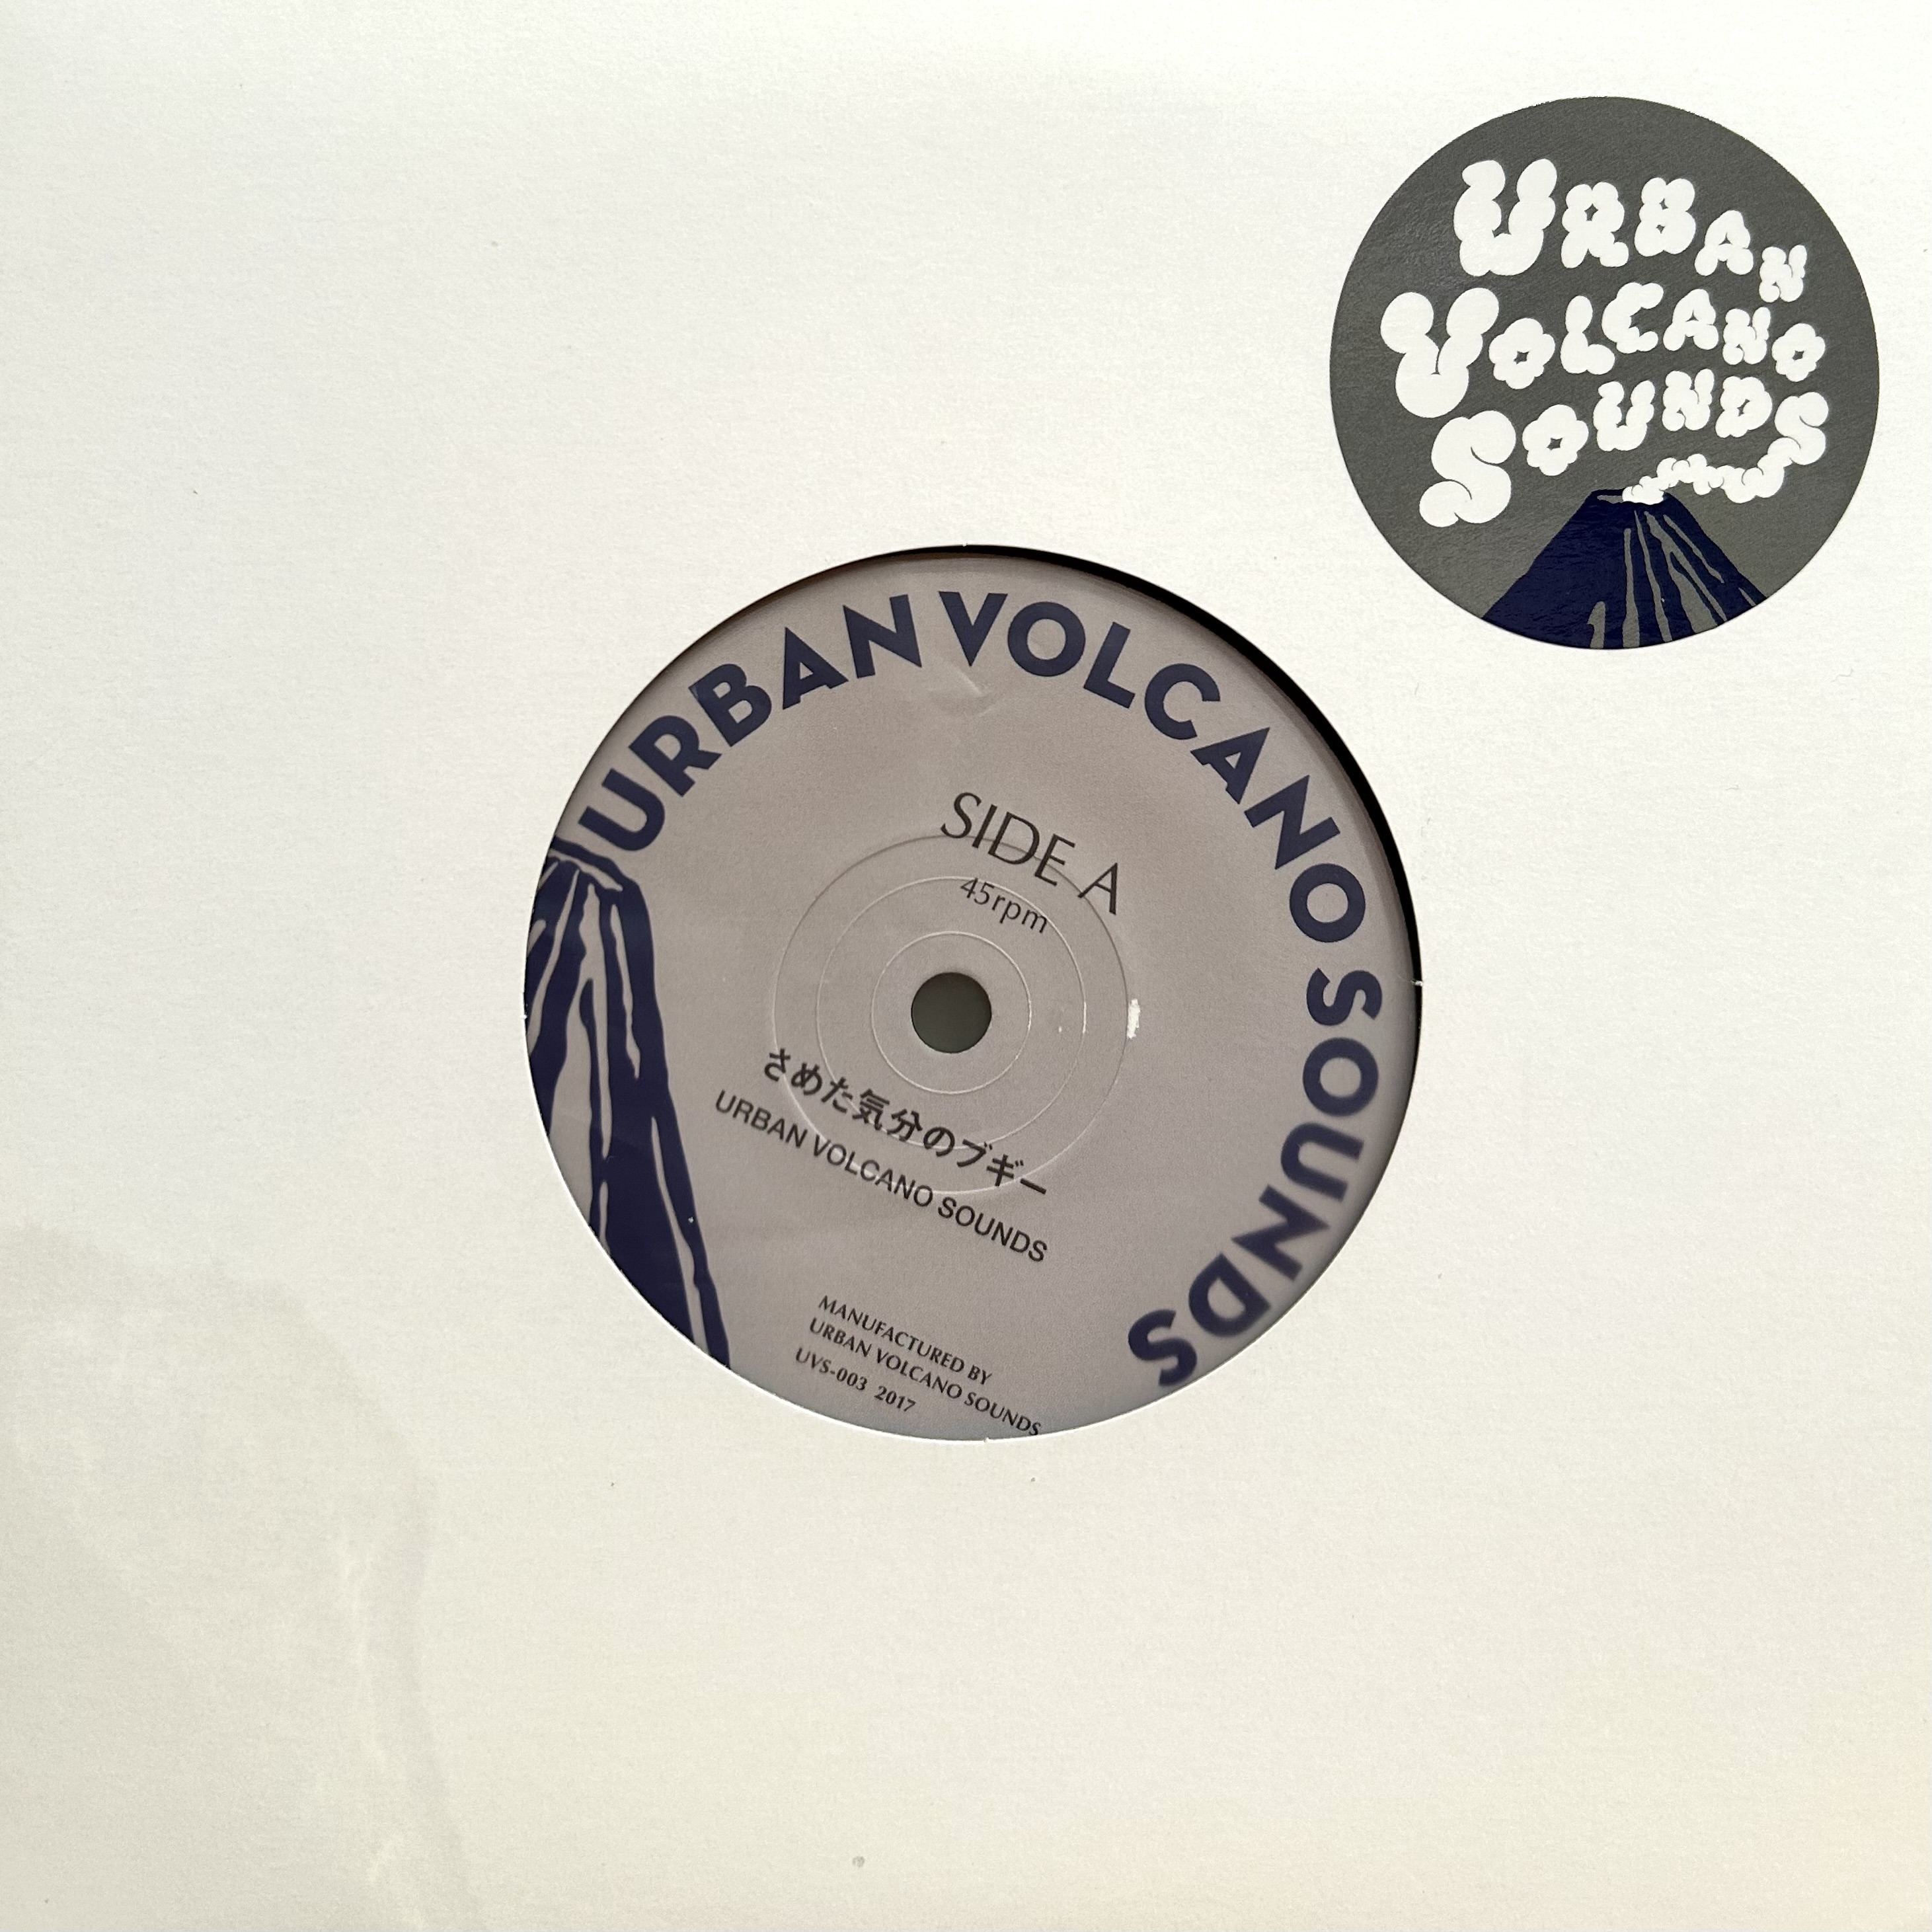 URBAN
VOLCANO
SOUNDS
URBAN VOLCANO SOUNDS
SIDE A
45rpm
さめた気分のブギー
URBAN VOLCANO SOUNDS
MANUFACTURED BY
URBAN VOLCANO SOUNDS
UVS-003 2017